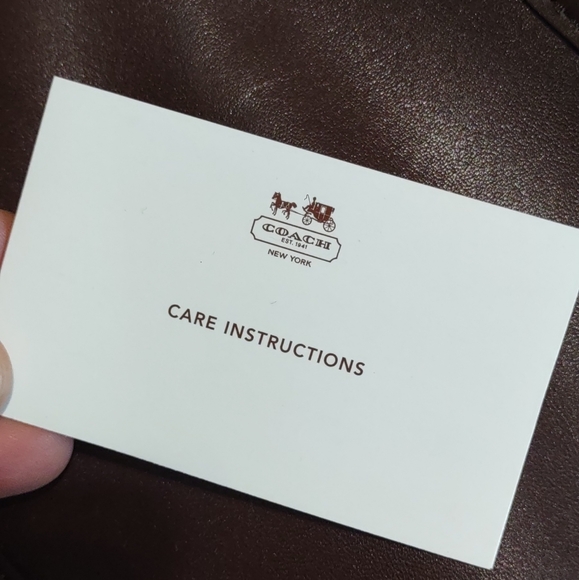 COACH
EST. 1941
NEW YORK
CARE INSTRUCTIONS